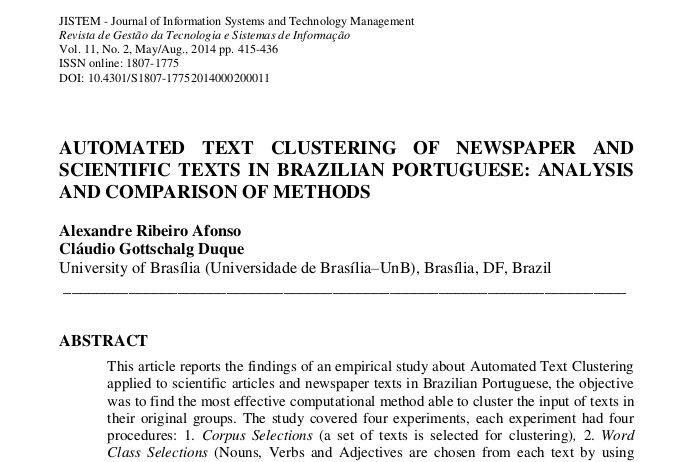 JISTEM - Journal of Information Systems and Technology Management
Revista de Gestão da Tecnologia e Sistemas de Informação
Vol. 11, No. 2, May/Aug., 2014 pp. 415-436
ISSN online: 1807-1775
DOI: 10.4301/S1807-17752014000200011
AUTOMATED TEXT CLUSTERING OF NEWSPAPER AND
SCIENTIFIC TEXTS IN BRAZILIAN PORTUGUESE: ANALYSIS
AND COMPARISON OF METHODS
Alexandre Ribeiro Afonso
Cláudio Gottschalg Duque
University of Brasília (Universidade de Brasília–UnB), Brasília, DF, Brazil
ABSTRACT
This article reports the findings of an empirical study about Automated Text Clustering
applied to scientific articles and newspaper texts in Brazilian Portuguese, the objective
was to find the most effective computational method able to cluster the input of texts in
their original groups. The study covered four experiments, each experiment had four
procedures: 1. Corpus Selections (a set of texts is selected for clustering), 2. Word
Class Selections (Nouns, Verbs and Adjectives are chosen from each text by using